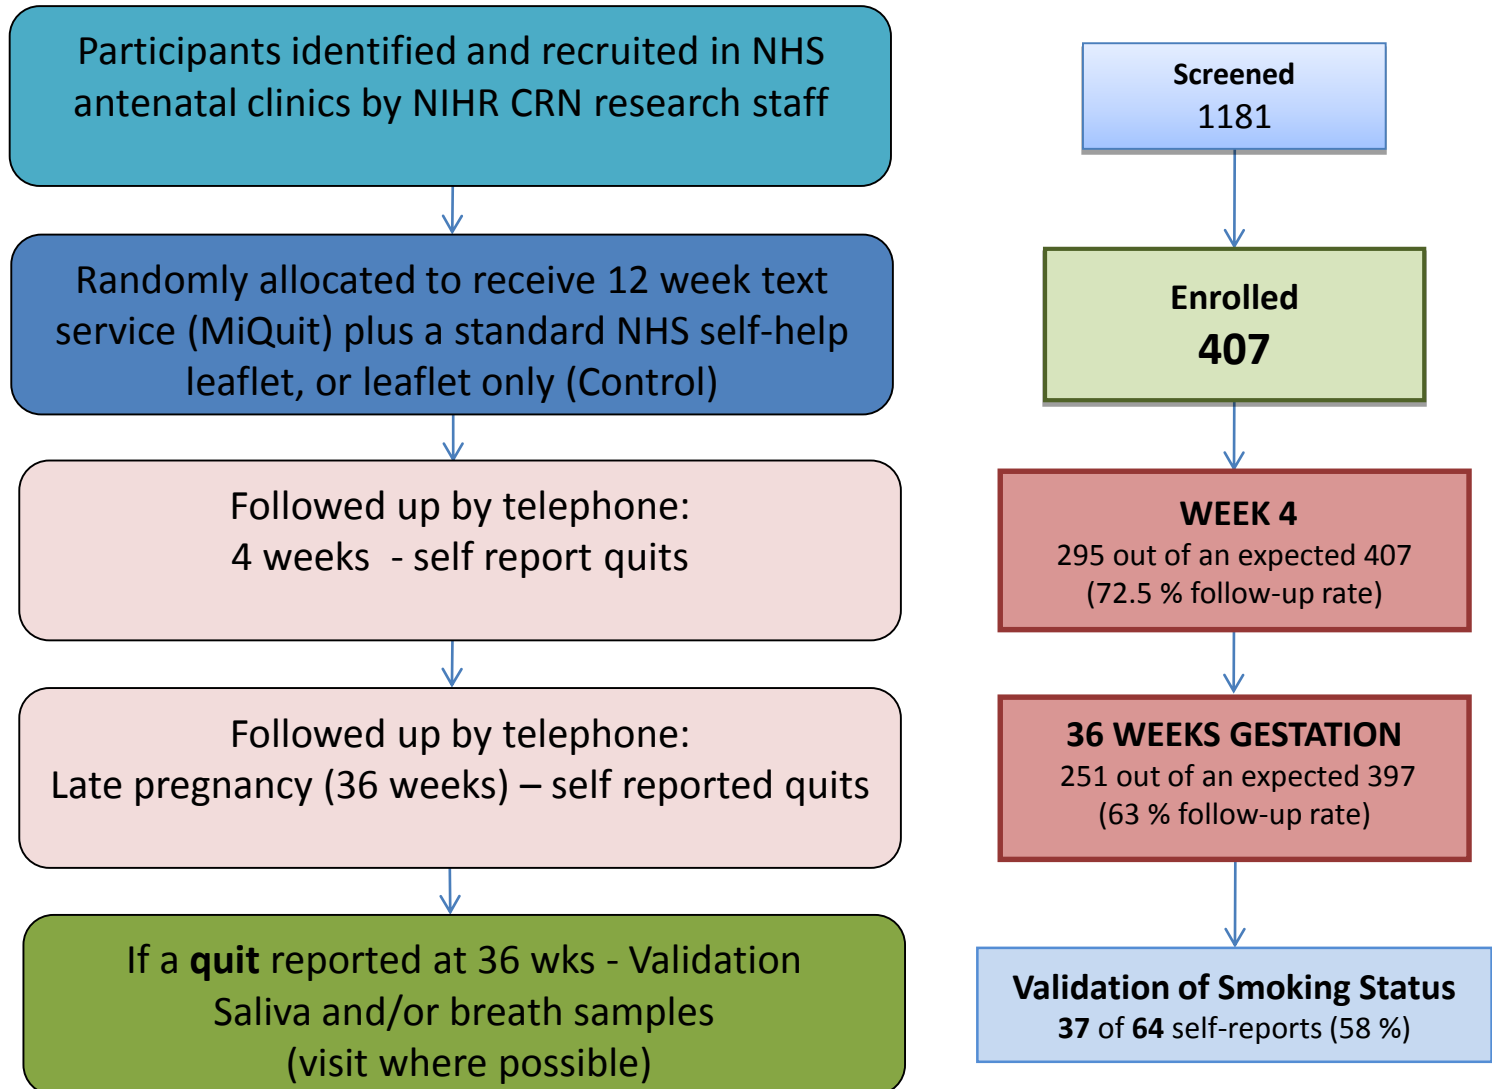 Participants identified and recruited in NHS
antenatal clinics by NIHR CRN research staff
Randomly allocated to receive 12 week text
service (MiQuit) plus a standard NHS self-help
leaflet, or leaflet only (Control)
Followed up by telephone:
4 weeks - self report quits
Followed up by telephone:
Late pregnancy (36 weeks) – self reported quits
If a quit reported at 36 wks - Validation
Saliva and/or breath samples
(visit where possible)
Screened
1181
Enrolled
407
WEEK 4
295 out of an expected 407
(72.5 % follow-up rate)
36 WEEKS GESTATION
251 out of an expected 397
(63 % follow-up rate)
Validation of Smoking Status
37 of 64 self-reports (58 %)